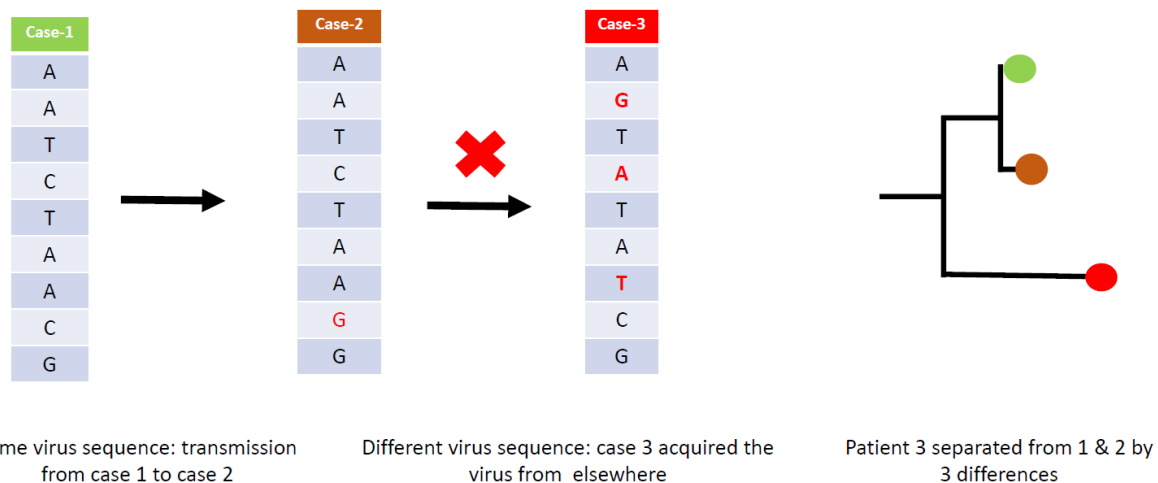 Case-1
A
A
T
C
T
A
A
C
G
Case-2
A
A
T
C
T
A
A
G
G
Case-3
A
G
T
A
T
A
T
C
G
me virus sequence: transmission
from case 1 to case 2
Different virus sequence: case 3 acquired the
virus from elsewhere
Patient 3 separated from 1 & 2 by
3 differences